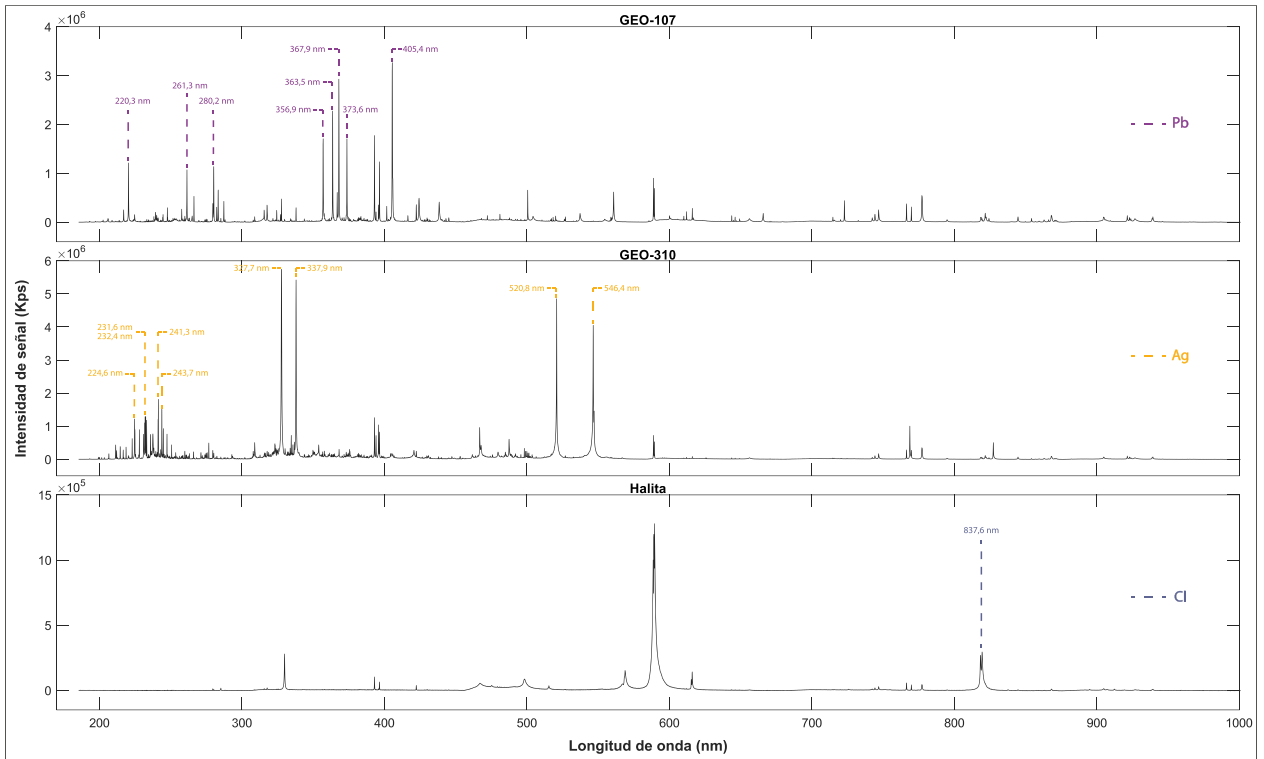 GEO-107
×10⁶
4
3
2
1
0
367,9 nm
405,4 nm
363,5 nm
261,3 nm
220,3 nm
280,2 nm
356,9 nm
373,6 nm
Pb
GEO-310
×10⁶
6
5
4
3
2
1
0
327,7 nm
337,9 nm
520,8 nm
546,4 nm
231,6 nm
232,4 nm
241,3 nm
224,6 nm
243,7 nm
Ag
Intensidad de señal (Kps)
Halita
×10⁵
15
10
5
0
837,6 nm
Cl
200 300 400 500 600 700 800 900 1000
Longitud de onda (nm)